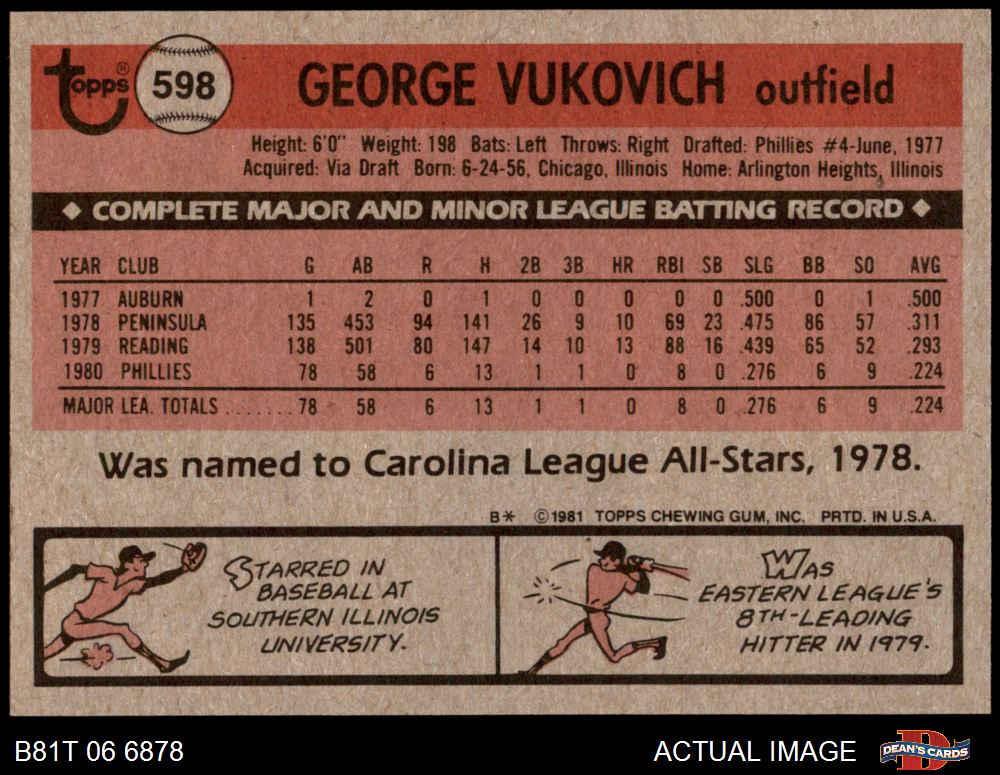 Topps® 598 GEORGE VUKOVICH outfield
Height: 6'0" Weight: 198 Bats: Left Throws: Right Drafted: Phillies #4-June, 1977
Acquired: Via Draft Born: 6-24-56, Chicago, Illinois Home: Arlington Heights, Illinois
◆ COMPLETE MAJOR AND MINOR LEAGUE BATTING RECORD ◆
YEAR CLUB G AB R H 2B 3B HR RBI SB SLG BB SO AVG
1977 AUBURN 1 2 0 1 0 0 0 0 0 .500 0 1 .500
1978 PENINSULA 135 453 94 141 26 9 10 69 23 .475 86 57 .311
1979 READING 138 501 80 147 14 10 13 88 16 .439 65 52 .293
1980 PHILLIES 78 58 6 13 1 1 0 8 0 .276 6 9 .224
MAJOR LEA. TOTALS ....... 78 58 6 13 1 1 0 8 0 .276 6 9 .224
Was named to Carolina League All-Stars, 1978.
B* ©1981 TOPPS CHEWING GUM, INC. PRTD. IN U.S.A.
STARRED IN
BASEBALL AT
SOUTHERN ILLINOIS
UNIVERSITY.
WAS
EASTERN LEAGUE'S
8TH-LEADING
HITTER IN 1979.
B81T 06 6878 ACTUAL IMAGE DEAN'S CARDS